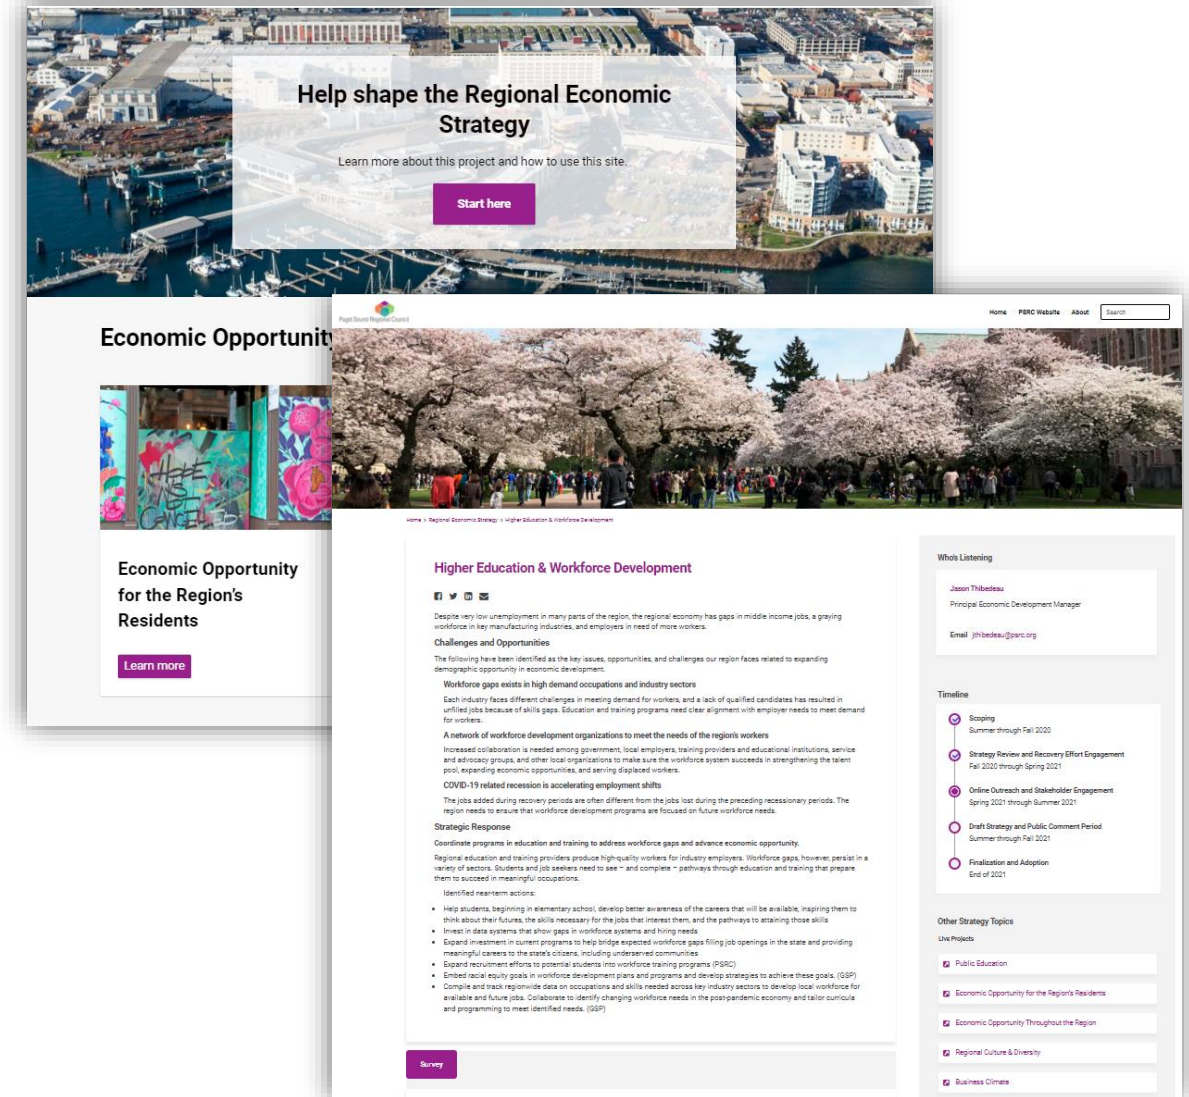 Help shape the Regional Economic
Strategy
Learn more about this project and how to use this site.
Start here
Economic Opportunity
Economic Opportunity
for the Region's
Residents
Learn more
Puget Sound Regional Council
Home PSRC Website About Search
Home > Regional Economic Strategy > Higher Education & Workforce Development
Higher Education & Workforce Development
Despite very low unemployment in many parts of the region, the regional economy has gaps in middle income jobs, a graying
workforce in key manufacturing industries, and employers in need of more workers.
Challenges and Opportunities
The following have been identified as the key issues, opportunities, and challenges our region faces related to expanding
demographic opportunity in economic development.
Workforce gaps exists in high demand occupations and industry sectors
Each industry faces different challenges in meeting demand for workers, and a lack of qualified candidates has resulted in
unfilled jobs because of skills gaps. Education and training programs need clear alignment with employer needs to meet demand
for workers.
A network of workforce development organizations to meet the needs of the region's workers
Increased collaboration is needed among government, local employers, training providers and educational institutions, service
and advocacy groups, and other local organizations to make sure the workforce system succeeds in strengthening the talent
pool, expanding economic opportunities, and serving displaced workers.
COVID-19 related recession is accelerating employment shifts
The jobs added during recovery periods are often different from the jobs lost during the preceding recessionary periods. The
region needs to ensure that workforce development programs are focused on future workforce needs.
Strategic Response
Coordinate programs in education and training to address workforce gaps and advance economic opportunity.
Regional education and training providers produce high-quality workers for industry employers. Workforce gaps, however, persist in a
variety of sectors. Students and job seekers need to see – and complete – pathways through education and training that prepare
them to succeed in meaningful occupations.
Identified near-term actions:
• Help students, beginning in elementary school, develop better awareness of the careers that will be available, inspiring them to
think about their futures, the skills necessary for the jobs that interest them, and the pathways to attaining those skills
• Invest in data systems that show gaps in workforce systems and hiring needs
• Expand investment in current programs to help bridge expected workforce gaps filling job openings in the state and providing
meaningful careers to the state's citizens, including underserved communities
• Expand recruitment efforts to potential students into workforce training programs (PSRC)
• Embed racial equity goals in workforce development plans and programs and develop strategies to achieve these goals. (GSP)
• Compile and track regionwide data on occupations and skills needed across key industry sectors to develop local workforce for
available and future jobs. Collaborate to identify changing workforce needs in the post-pandemic economy and tailor curricula
and programming to meet identified needs. (GSP)
Survey
Who's Listening
Jason Thibedeau
Principal Economic Development Manager
Email jthibedeau@psrc.org
Timeline
Scoping
Summer through Fall 2020
Strategy Review and Recovery Effort Engagement
Fall 2020 through Spring 2021
Online Outreach and Stakeholder Engagement
Spring 2021 through Summer 2021
Draft Strategy and Public Comment Period
Summer through Fall 2021
Finalization and Adoption
End of 2021
Other Strategy Topics
Live Projects
Public Education
Economic Opportunity for the Region's Residents
Economic Opportunity Throughout the Region
Regional Culture & Diversity
Business Climate